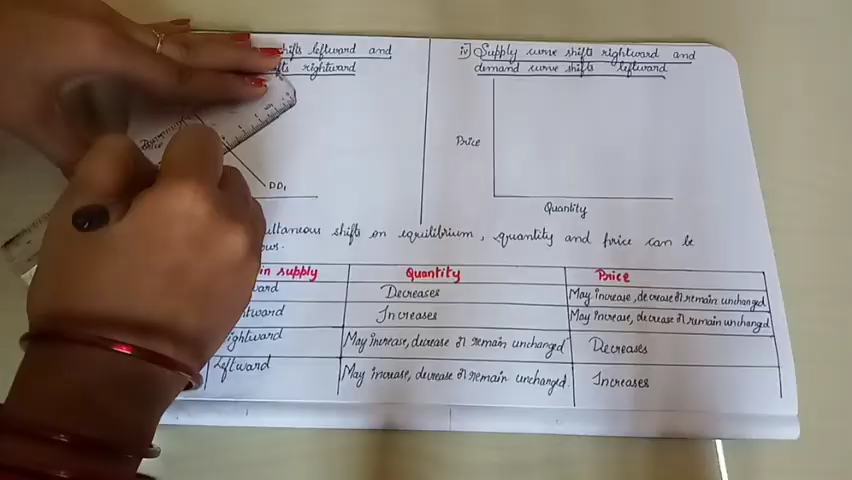 shifts leftward and
shifts rightward
Price
DD1
iv) Supply curve shifts rightward and
demand curve shifts leftward
Price
Quantity
simultaneous shifts on equilibrium, quantity and price can be
in supply Quantity Price
ward Decreases May increase, decrease or remain unchanged
ghtward Increases May increase, decrease or remain unchanged
Rightward May increase, decrease or remain unchanged Decreases
Leftward May increase, decrease or remain unchanged. Increases